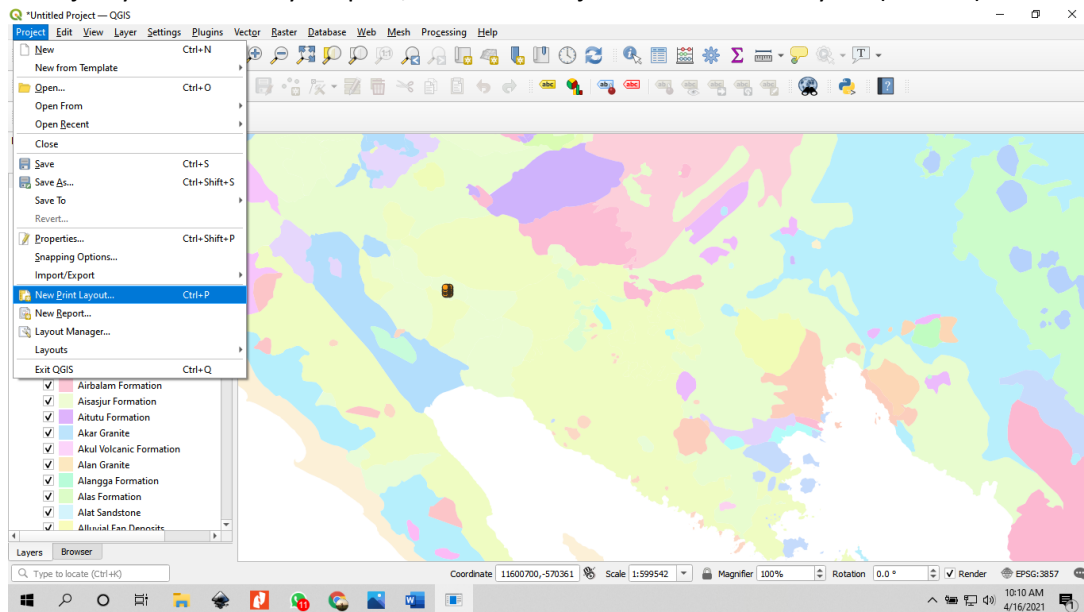 *Untitled Project — QGIS
Project Edit View Layer Settings Plugins Vector Raster Database Web Mesh Processing Help
New Ctrl+N
New from Template
Open... Ctrl+O
Open From
Open Recent
Close
Save Ctrl+S
Save As... Ctrl+Shift+S
Save To
Revert...
Properties... Ctrl+Shift+P
Snapping Options...
Import/Export
New Print Layout... Ctrl+P
New Report...
Layout Manager...
Layouts
Exit QGIS Ctrl+Q
Airbalam Formation
Aisasjur Formation
Aitutu Formation
Akar Granite
Akul Volcanic Formation
Alan Granite
Alangga Formation
Alas Formation
Alat Sandstone
Alluvial Fan Deposits
Layers Browser
Type to locate (Ctrl+K) Coordinate 11600700,-570361 Scale 1:599542 Magnifier 100% Rotation 0.0 ° Render EPSG:3857
10:10 AM
4/16/2021